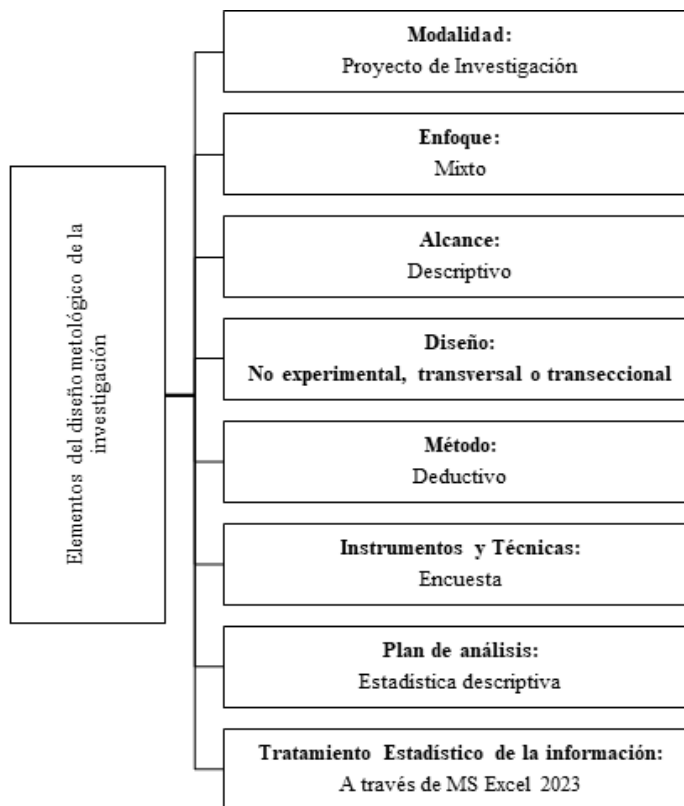 Elementos del diseño metológico de la
investigación
Modalidad:
Proyecto de Investigación
Enfoque:
Mixto
Alcance:
Descriptivo
Diseño:
No experimental, transversal o transeccional
Método:
Deductivo
Instrumentos y Técnicas:
Encuesta
Plan de análisis:
Estadística descriptiva
Tratamiento Estadístico de la información:
A través de MS Excel 2023